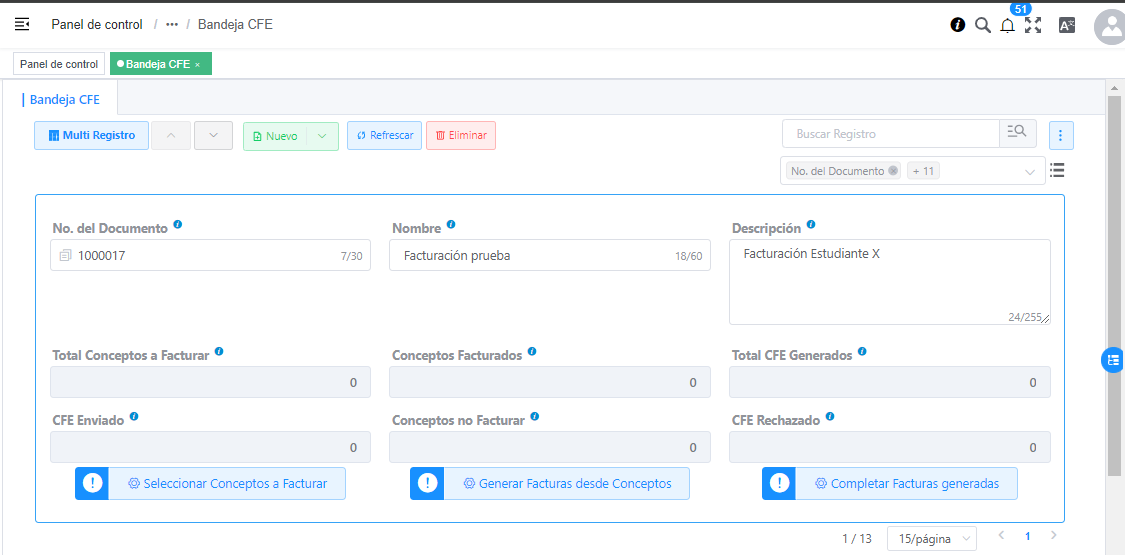 Panel de control / ••• / Bandeja CFE
51
Panel de control
Bandeja CFE ×
Bandeja CFE
Multi Registro
Nuevo
Refrescar
Eliminar
Buscar Registro
No. del Documento
+ 11
No. del Documento
1000017
7/30
Nombre
Facturación prueba
18/60
Descripción
Facturación Estudiante X
24/255
Total Conceptos a Facturar
0
Conceptos Facturados
0
Total CFE Generados
0
CFE Enviado
0
Conceptos no Facturar
0
CFE Rechazado
0
! Seleccionar Conceptos a Facturar
! Generar Facturas desde Conceptos
! Completar Facturas generadas
1 / 13
15/página
1